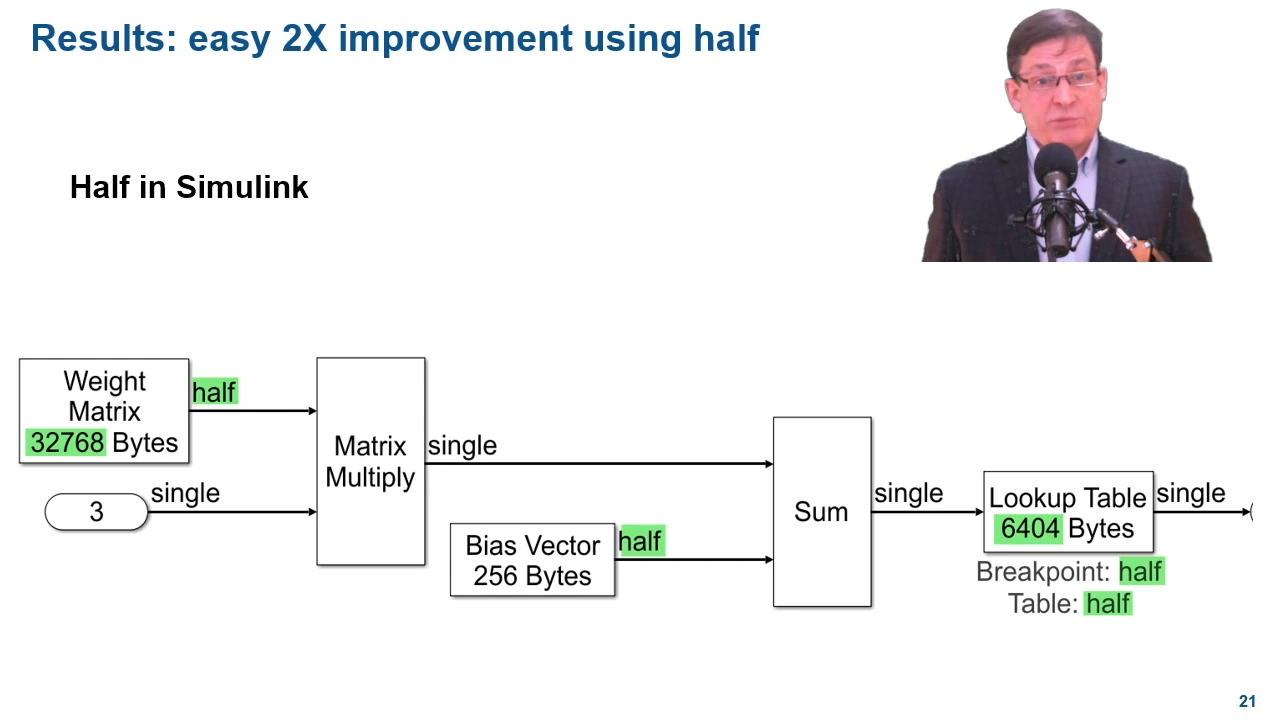 Results: easy 2X improvement using half
Half in Simulink
Weight
Matrix
32768 Bytes
half
3
single
Matrix
Multiply
single
Bias Vector
256 Bytes
half
Sum
single
Lookup Table
6404 Bytes
single
Breakpoint: half
Table: half
21